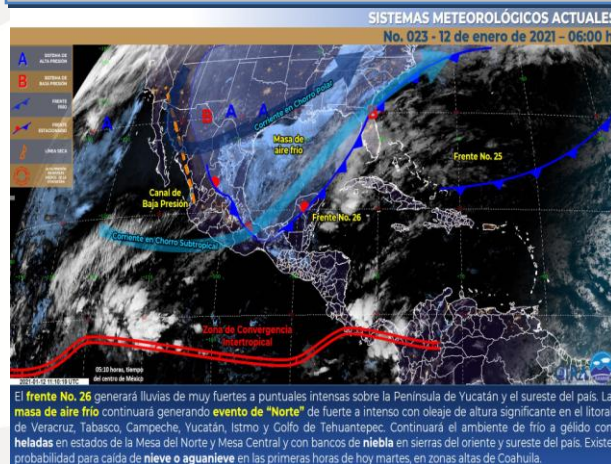 SISTEMAS METEOROLÓGICOS ACTUALES
No. 023 - 12 de enero de 2021 – 06:00 h
A
SISTEMA DE ALTA PRESIÓN
B
SISTEMA DE BAJA PRESIÓN
FRENTE FRÍO
FRENTE ESTACIONARIO
LÍNEA SECA
A
B
A
A
Corriente en Chorro Polar
Masa de
aire frío
Frente No. 25
Canal de
Baja Presión
Frente No. 26
Corriente en Chorro Subtropical
Zona de Convergencia
Intertropical
05:10 horas, tiempo
del centro de México
El frente No. 26 generará lluvias de muy fuertes a puntuales intensas sobre la Península de Yucatán y el sureste del país. La
masa de aire frío continuará generando evento de “Norte” de fuerte a intenso con oleaje de altura significante en el litora
de Veracruz, Tabasco, Campeche, Yucatán, Istmo y Golfo de Tehuantepec. Continuará el ambiente de frío a gélido con
heladas en estados de la Mesa del Norte y Mesa Central y con bancos de niebla en sierras del oriente y sureste del país. Existe
probabilidad para caída de nieve o aguanieve en las primeras horas de hoy martes, en zonas altas de Coahuila.